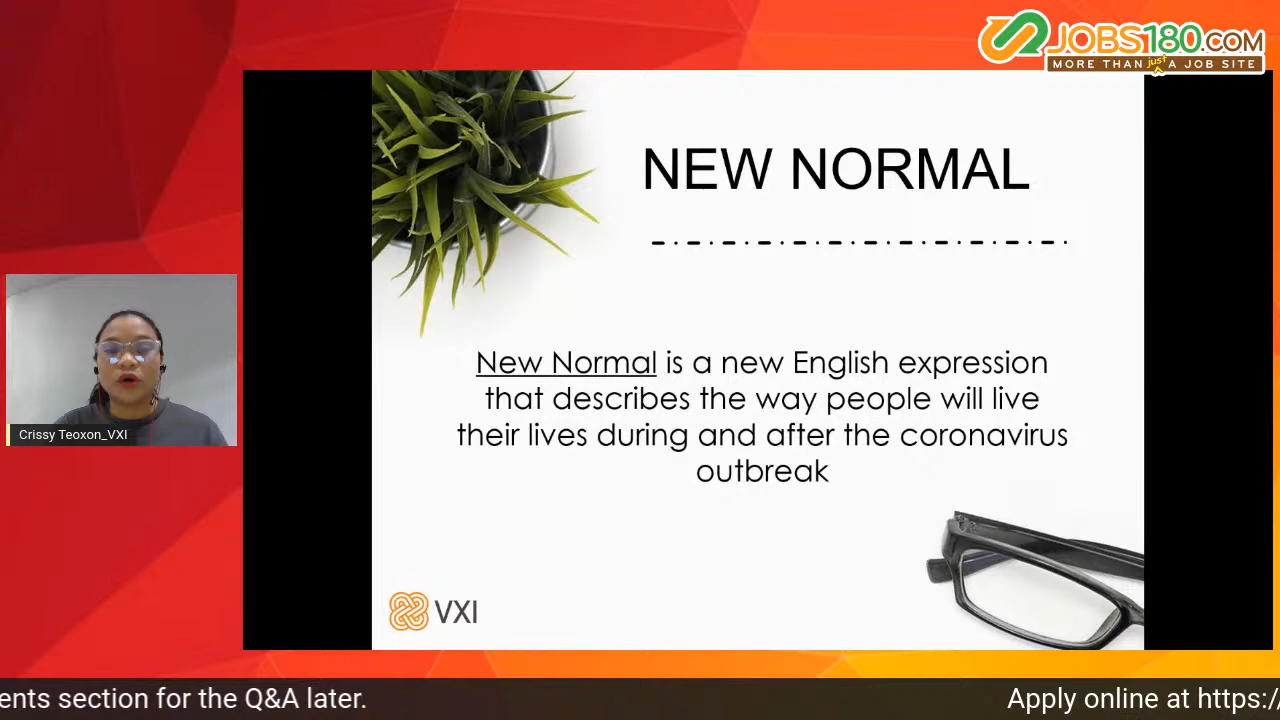 JOBS180.COM
MORE THAN just A JOB SITE
NEW NORMAL
New Normal is a new English expression
that describes the way people will live
their lives during and after the coronavirus
outbreak
Crissy Teoxon_VXI
VXI
ents section for the Q&A later.
Apply online at https:/